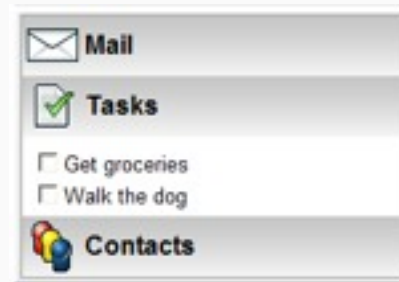 Mail
Tasks
Get groceries
Walk the dog
Contacts